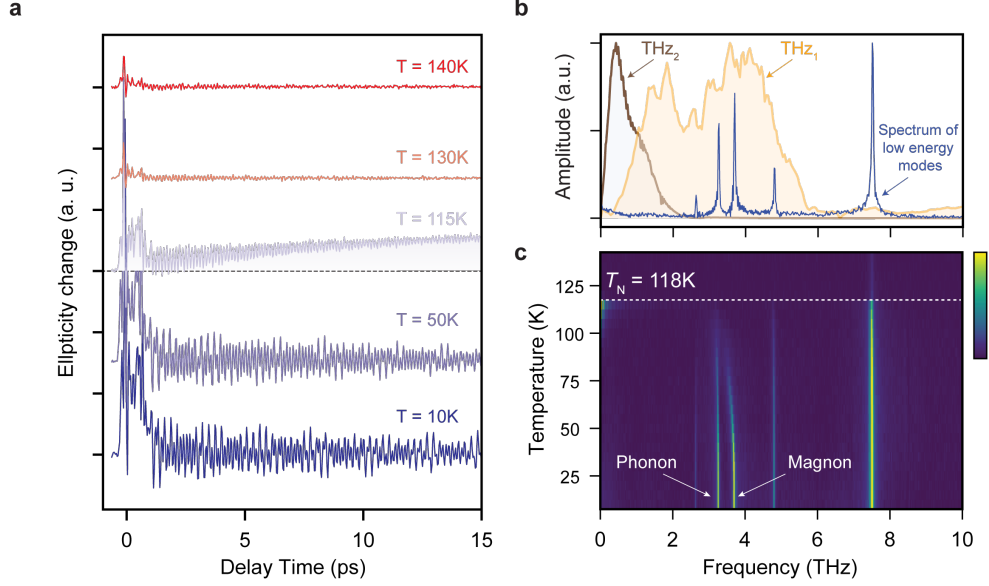 a
Ellpticity change (a. u.)
T = 140K
T = 130K
T = 115K
T = 50K
T = 10K
0
5
10
15
Delay Time (ps)
b
Amplitude (a.u.)
THz2
THz1
Spectrum of
low energy
modes
c
Temperature (K)
125
100
75
50
25
TN = 118K
Phonon
Magnon
0
2
4
6
8
10
Frequency (THz)